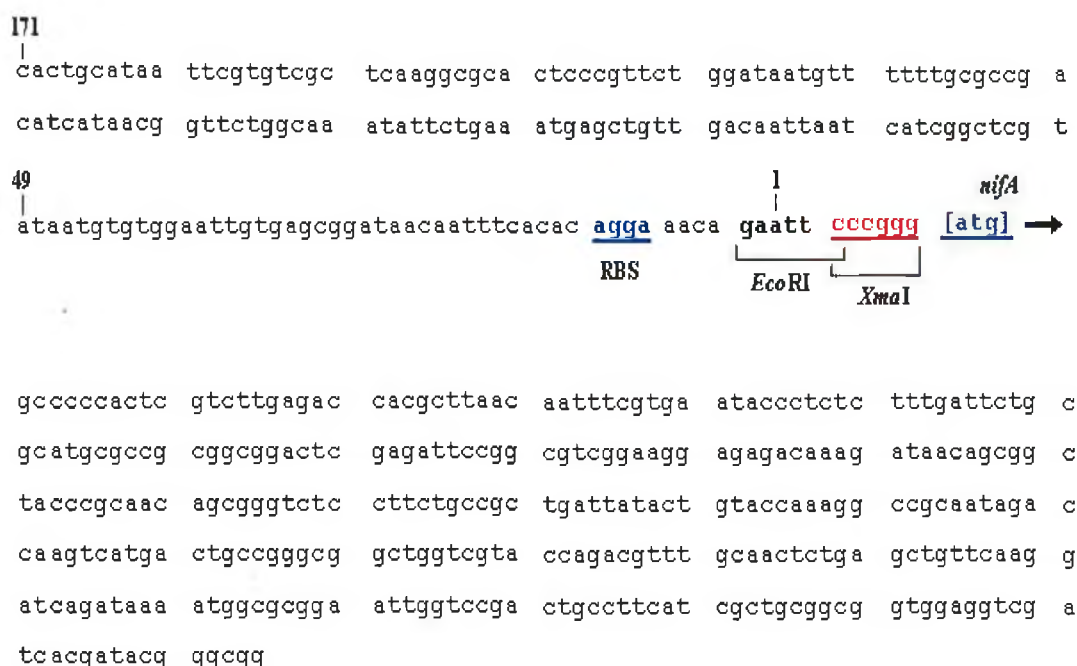 171
cactgcataa ttcgtgtcgc tcaaggcgca ctcccgttct ggataatgtt ttttgcgccg a
catcataacg gttctggcaa atattctgaa atgagctgtt gacaattaat catcggctcg t
49 1 nifA
ataatgtgtggaattgtgagcggataacaatttcacac agga aaca gaatt cccggg [atg]
RBS EcoRI XmaI
gcccccactc gtcttgagac cacgcttaac aatttcgtga ataccctctc tttgattctg c
gcatgcgccg cggcggactc gagattccgg cgtcggaagg agagacaaag ataacagcgg c
tacccgcaac agcgggtctc cttctgccgc tgattatact gtaccaaagg ccgcaataga c
caagtcatga ctgccgggcg gctggtcgta ccagacgttt gcaactctga gctgttcaag g
atcagataaa atggcgcgga attggtccga ctgccttcat cgctgcggcg gtggaggtcg a
tcacgatacg ggcgg